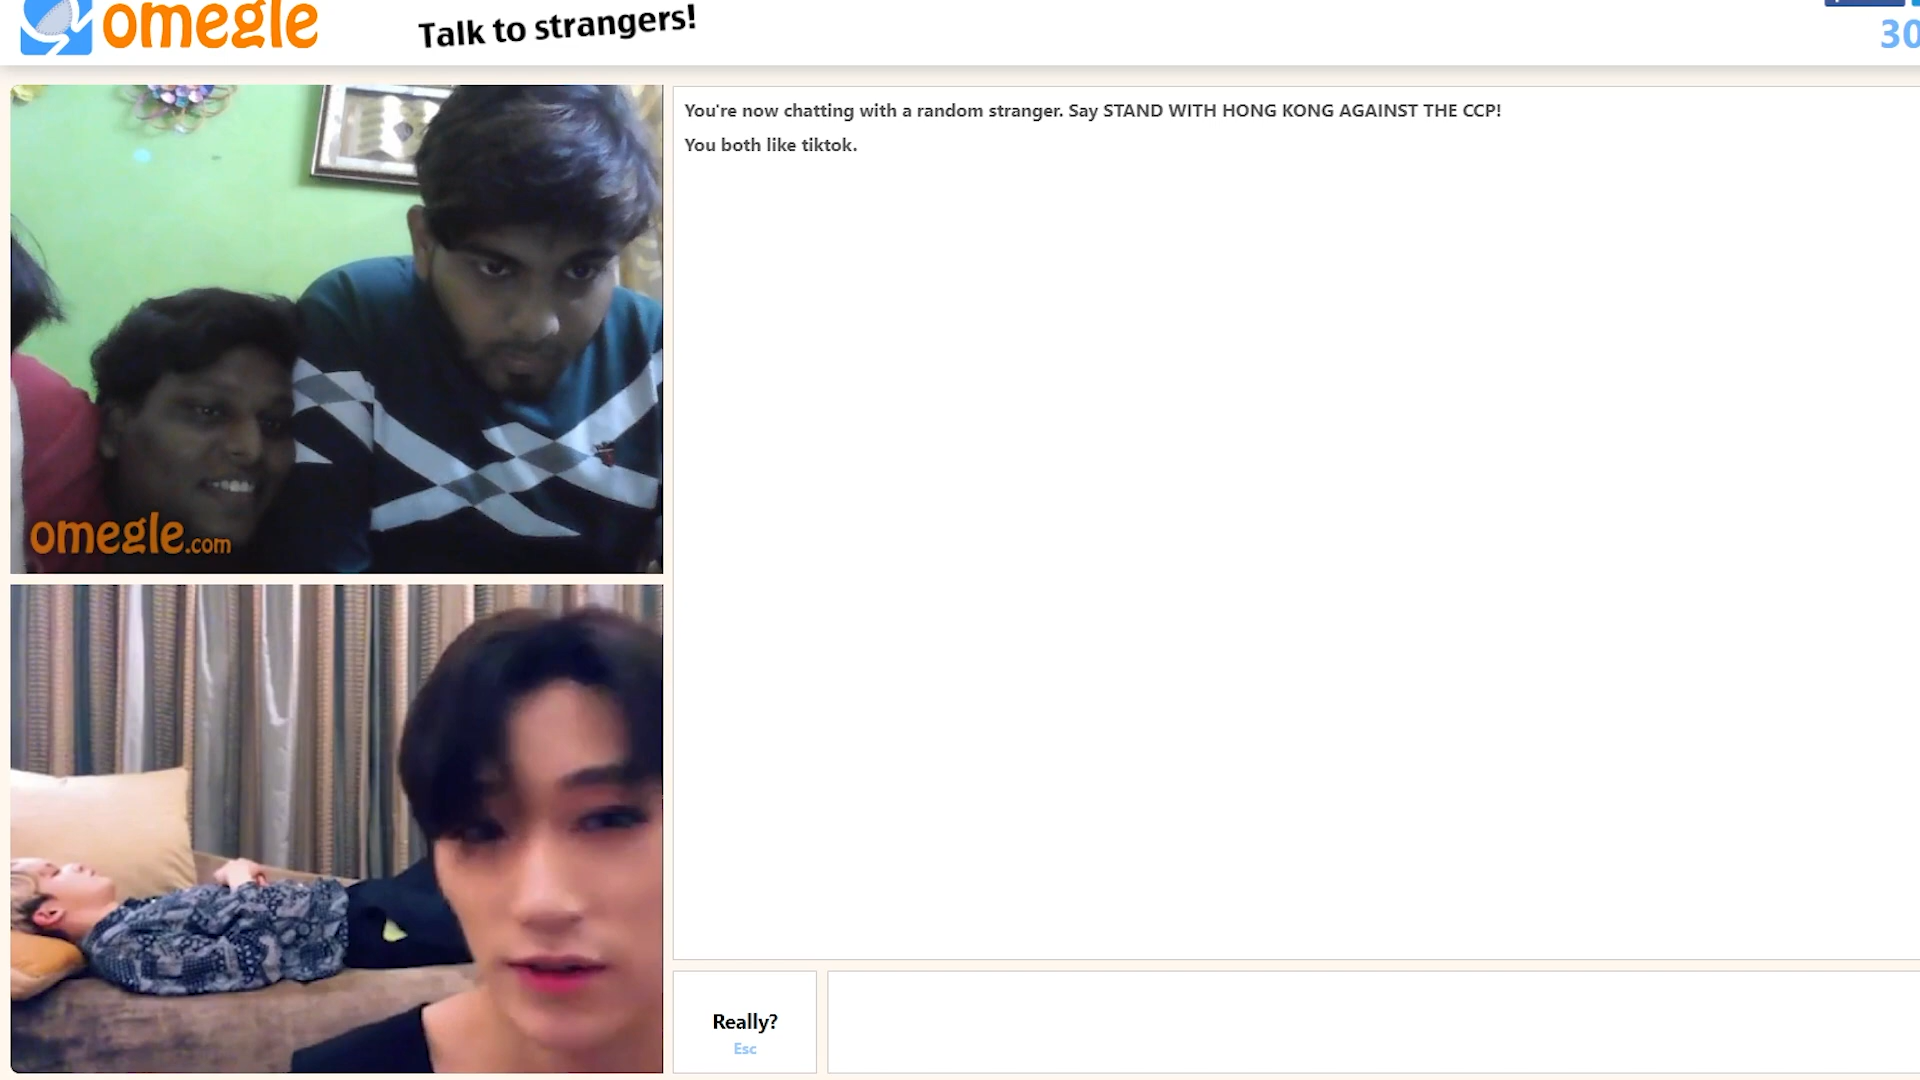 omegle
Talk to strangers!
30
You're now chatting with a random stranger. Say STAND WITH HONG KONG AGAINST THE CCP!
You both like tiktok.
omegle.com
Really?
Esc